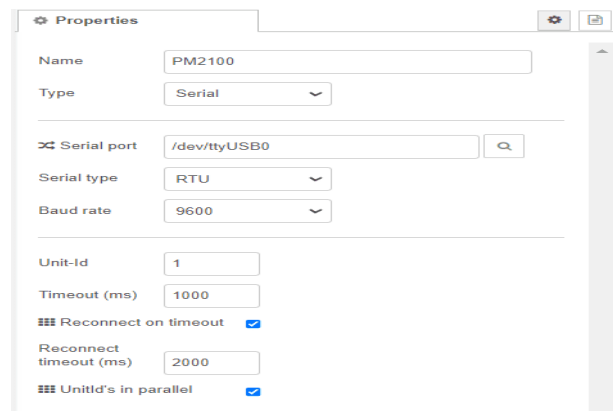 Properties
Name PM2100
Type Serial
Serial port /dev/ttyUSB0
Serial type RTU
Baud rate 9600
Unit-Id 1
Timeout (ms) 1000
Reconnect on timeout
Reconnect
timeout (ms) 2000
UnitId's in parallel